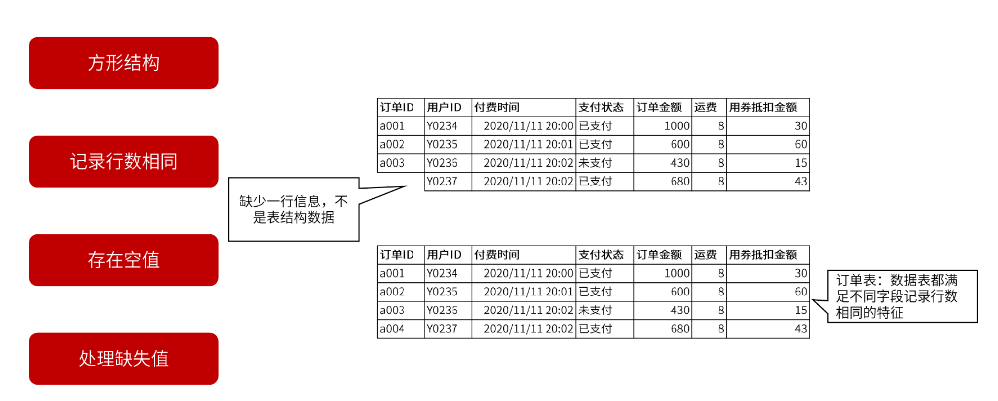 方形结构
记录行数相同
存在空值
处理缺失值
订单ID 用户ID 付费时间 支付状态 订单金额 运费 用券抵扣金额
a001 Y0234 2020/11/11 20:00 已支付 1000 8 30
a002 Y0235 2020/11/11 20:01 已支付 600 8 60
a003 Y0236 2020/11/11 20:02 未支付 430 8 15
Y0237 2020/11/11 20:02 已支付 680 8 43
缺少一行信息，不
是表结构数据
订单ID 用户ID 付费时间 支付状态 订单金额 运费 用券抵扣金额
a001 Y0234 2020/11/11 20:00 已支付 1000 8 30
a002 Y0235 2020/11/11 20:01 已支付 600 8 60
a003 Y0236 2020/11/11 20:02 未支付 430 8 15
a004 Y0237 2020/11/11 20:02 已支付 680 8 43
订单表：数据表都满
足不同字段记录行数
相同的特征